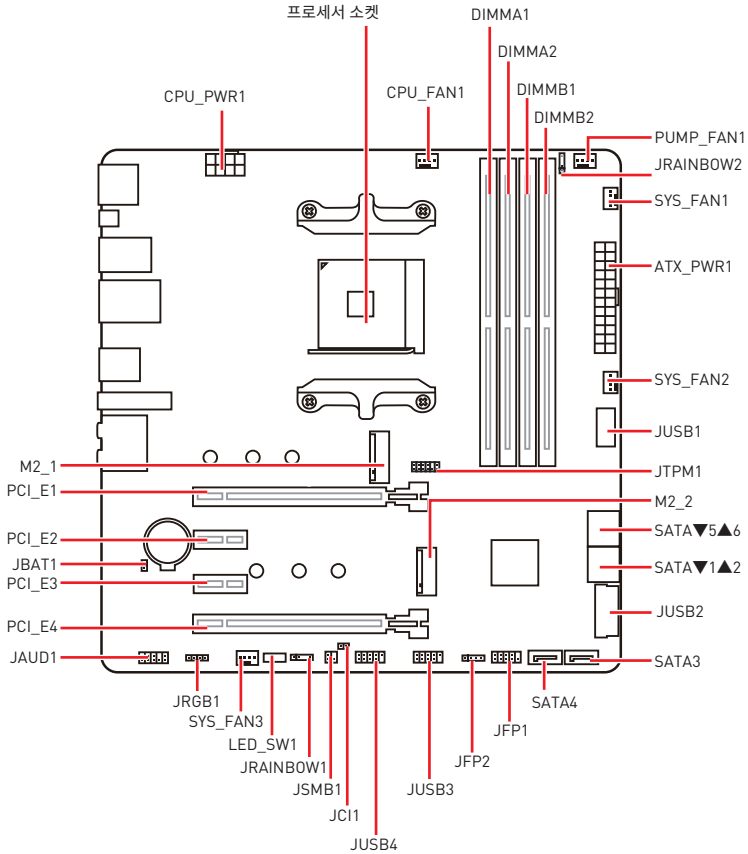 프로세서 소켓
DIMMA1
DIMMA2
CPU_PWR1
CPU_FAN1
DIMMB1
DIMMB2
PUMP_FAN1
JRAINBOW2
SYS_FAN1
ATX_PWR1
SYS_FAN2
JUSB1
M2_1
JTPM1
PCI_E1
M2_2
PCI_E2
SATA▼5▲6
JBAT1
SATA▼1▲2
PCI_E3
JUSB2
PCI_E4
JAUD1
SATA3
JRGB1
SATA4
SYS_FAN3
JFP1
LED_SW1
JFP2
JRAINBOW1
JSMB1
JUSB3
JCI1
JUSB4